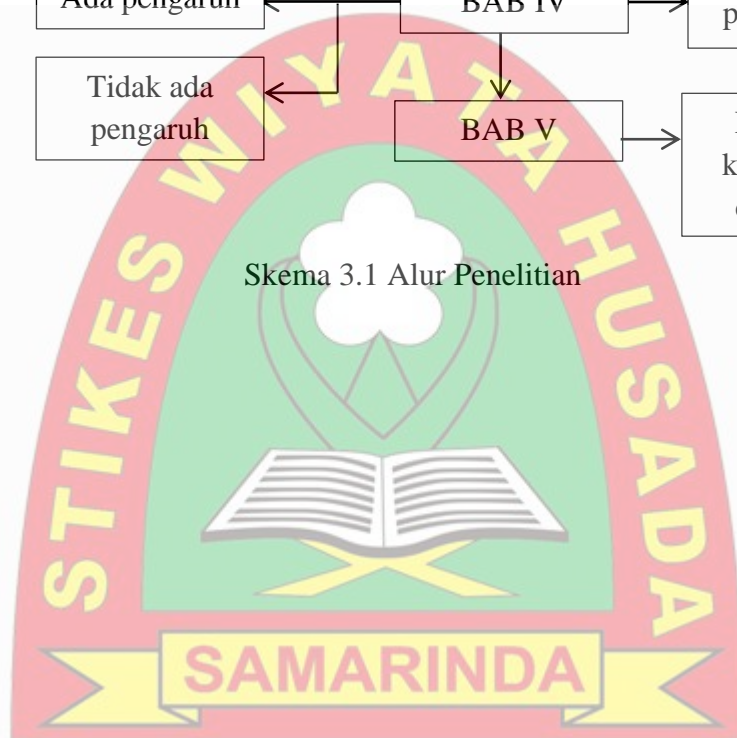 Ada pengaruh
BAB IV
p
Tidak ada
pengaruh
BAB V
k
Skema 3.1 Alur Penelitian
STIKES WIYATA HUSADA
SAMARINDA